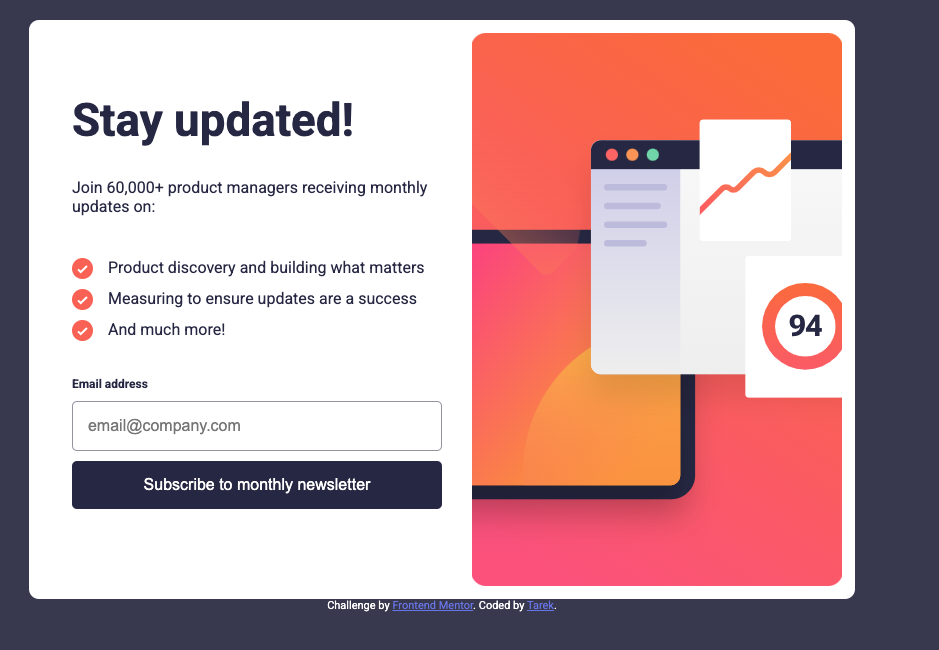 Stay updated!
Join 60,000+ product managers receiving monthly
updates on:
Product discovery and building what matters
Measuring to ensure updates are a success
And much more!
Email address
email@company.com
Subscribe to monthly newsletter
94
Challenge by Frontend Mentor. Coded by Tarek.